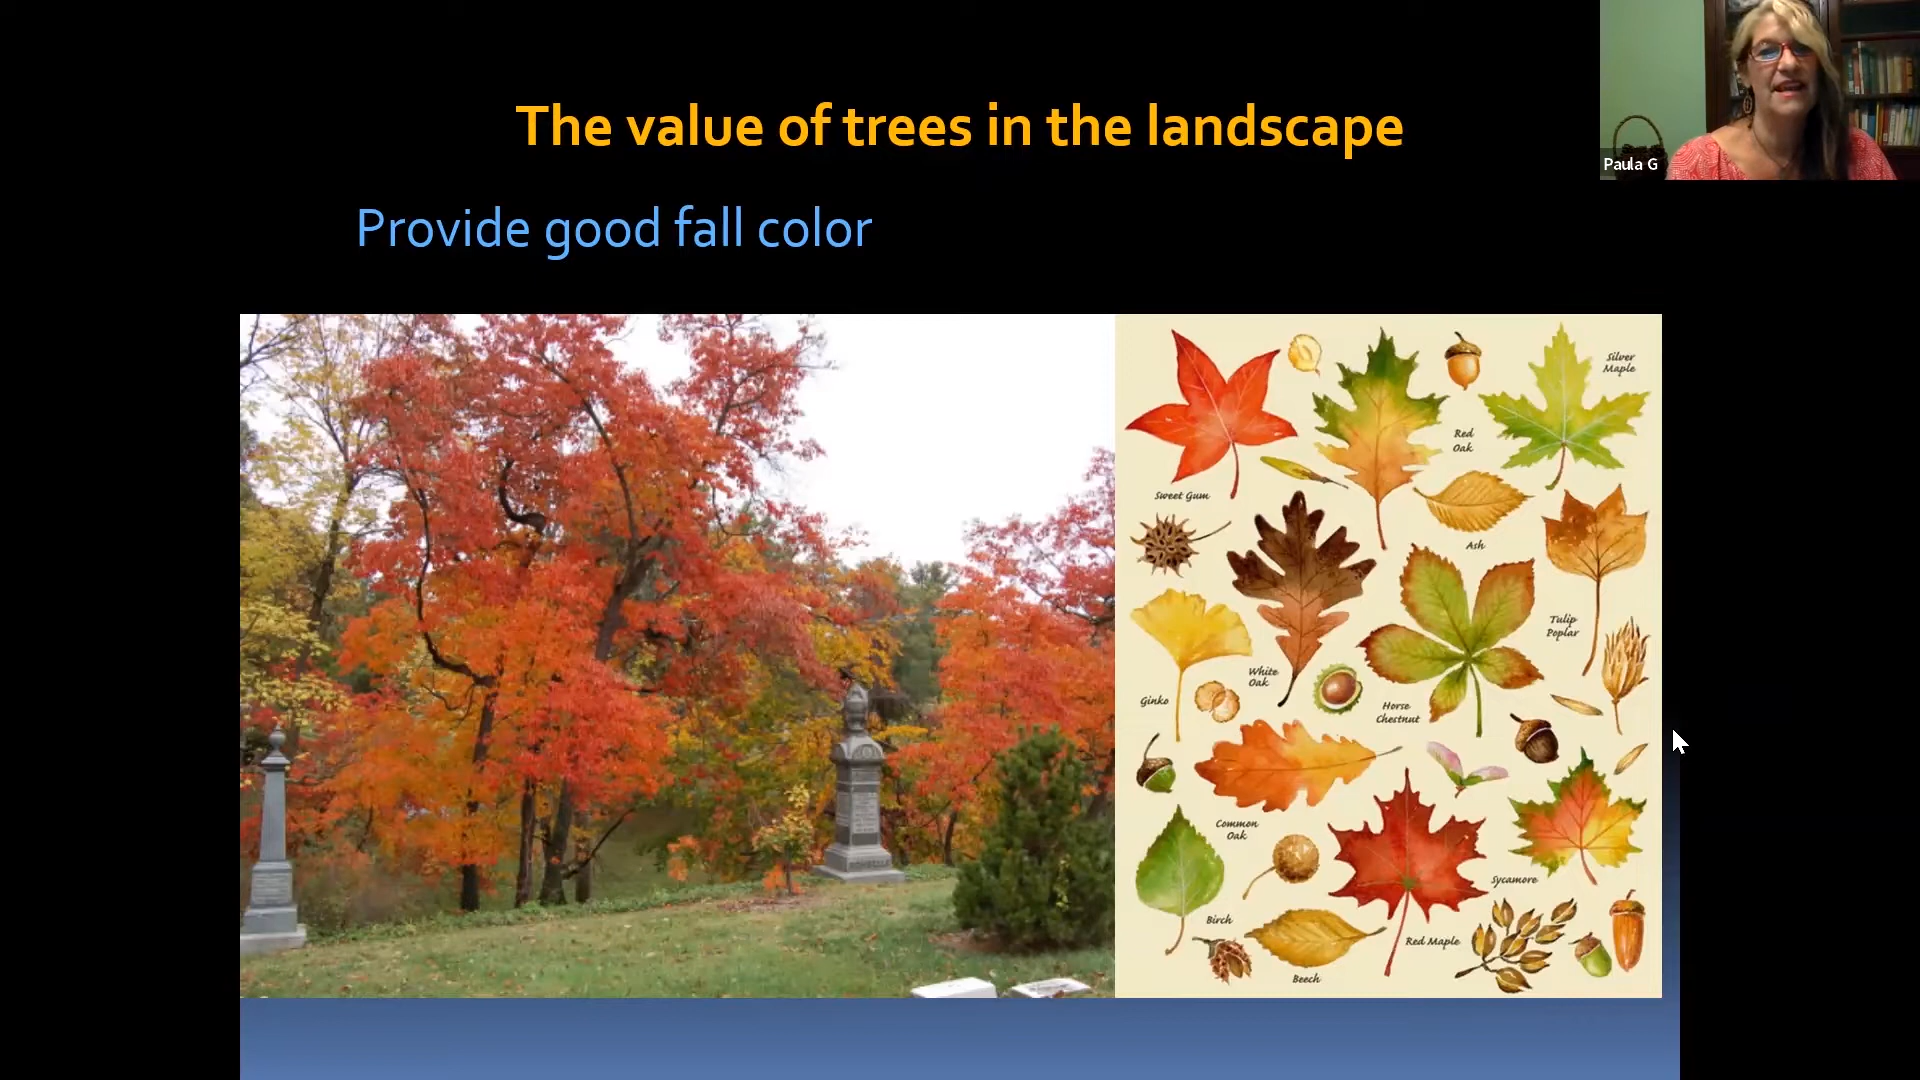 The value of trees in the landscape
Paula G
Provide good fall color
Silver
Maple
Red
Oak
Sweet Gum
Ash
Tulip
Poplar
White
Oak
Ginko
Horse
Chestnut
Common
Oak
Sycamore
Birch
Red Maple
Beech